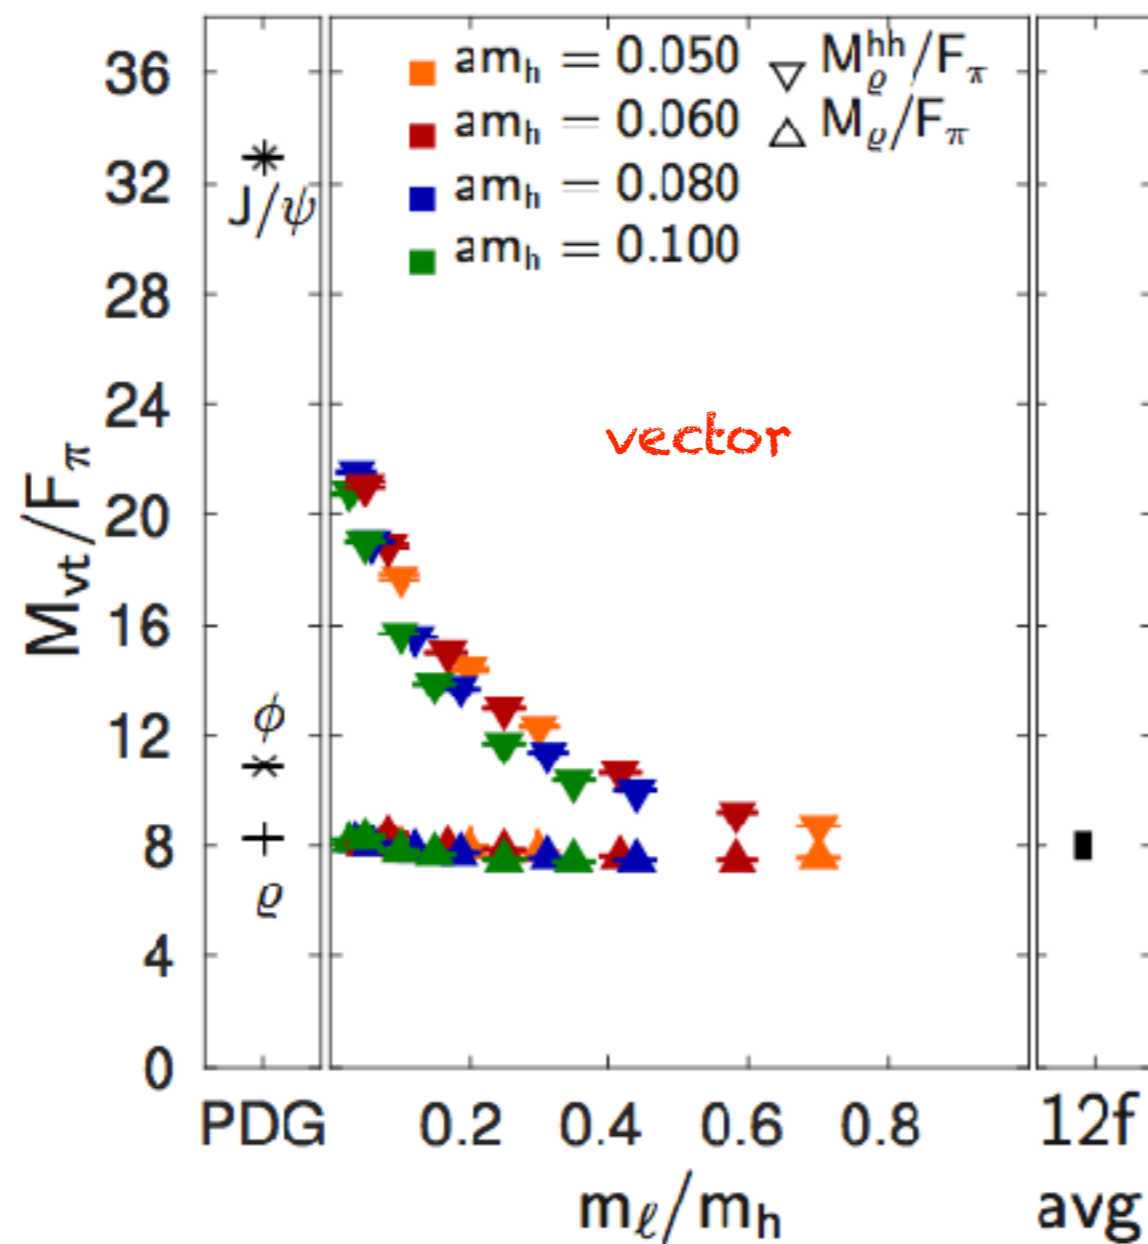 M_vt/F_π
36
32
28
24
20
16
12
8
4
0
J/ψ
ϕ
ϱ
am_h = 0.050
am_h = 0.060
am_h = 0.080
am_h = 0.100
M_ϱ^hh/F_π
M_ϱ/F_π
vector
PDG 0.2 0.4 0.6 0.8 12f
m_ℓ/m_h avg